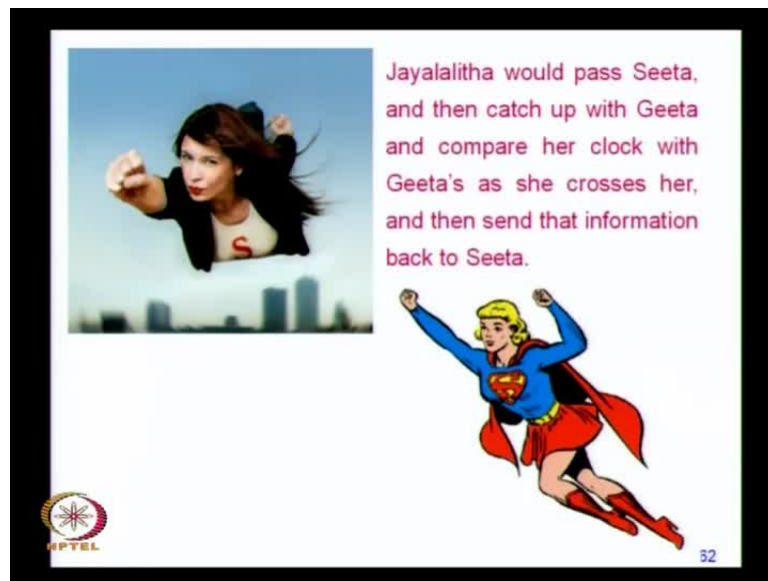 Jayalalitha would pass Seeta,
and then catch up with Geeta
and compare her clock with
Geeta's as she crosses her,
and then send that information
back to Seeta.
S
S
NPTEL
62